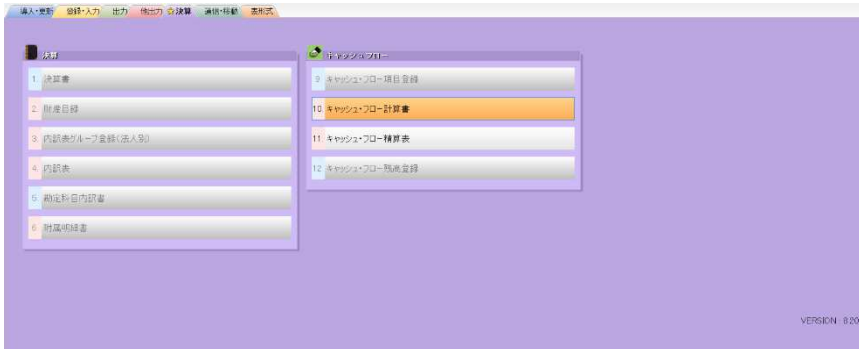 導入・更新 登録・入力 出力 他出力 ☆決算 通信・移動 表形式
決算
1. 決算書
2. 財産目録
3. 内訳表グループ登録(法人別)
4. 内訳表
5. 勘定科目内訳書
6. 附属明細書
キャッシュフロー
9. キャッシュ・フロー項目登録
10. キャッシュ・フロー計算書
11. キャッシュ・フロー精算表
12. キャッシュ・フロー残高登録
VERSION 8.20